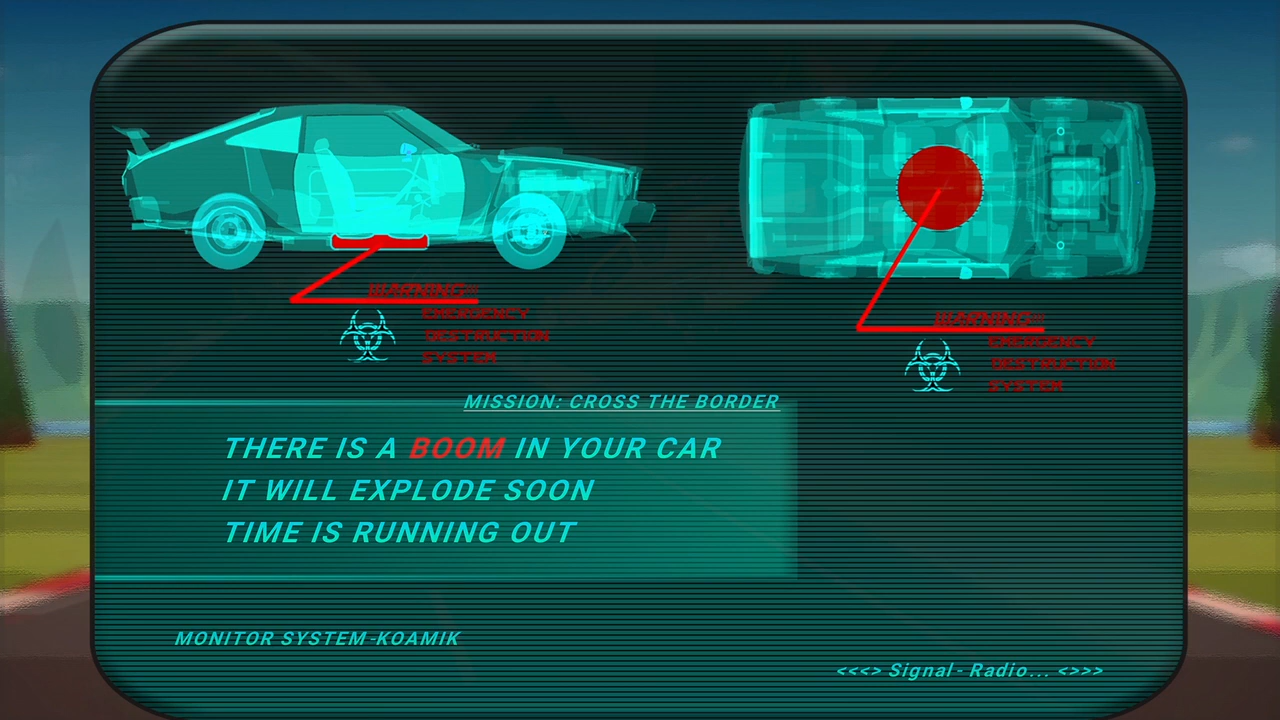 WARNING
EMERGENCY
DESTRUCTION
SYSTEM
WARNING
EMERGENCY
DESTRUCTION
SYSTEM
MISSION: CROSS THE BORDER
THERE IS A BOOM IN YOUR CAR
IT WILL EXPLODE SOON
TIME IS RUNNING OUT
MONITOR SYSTEM-KOAMIK
<<<> Signal - Radio... <>>>